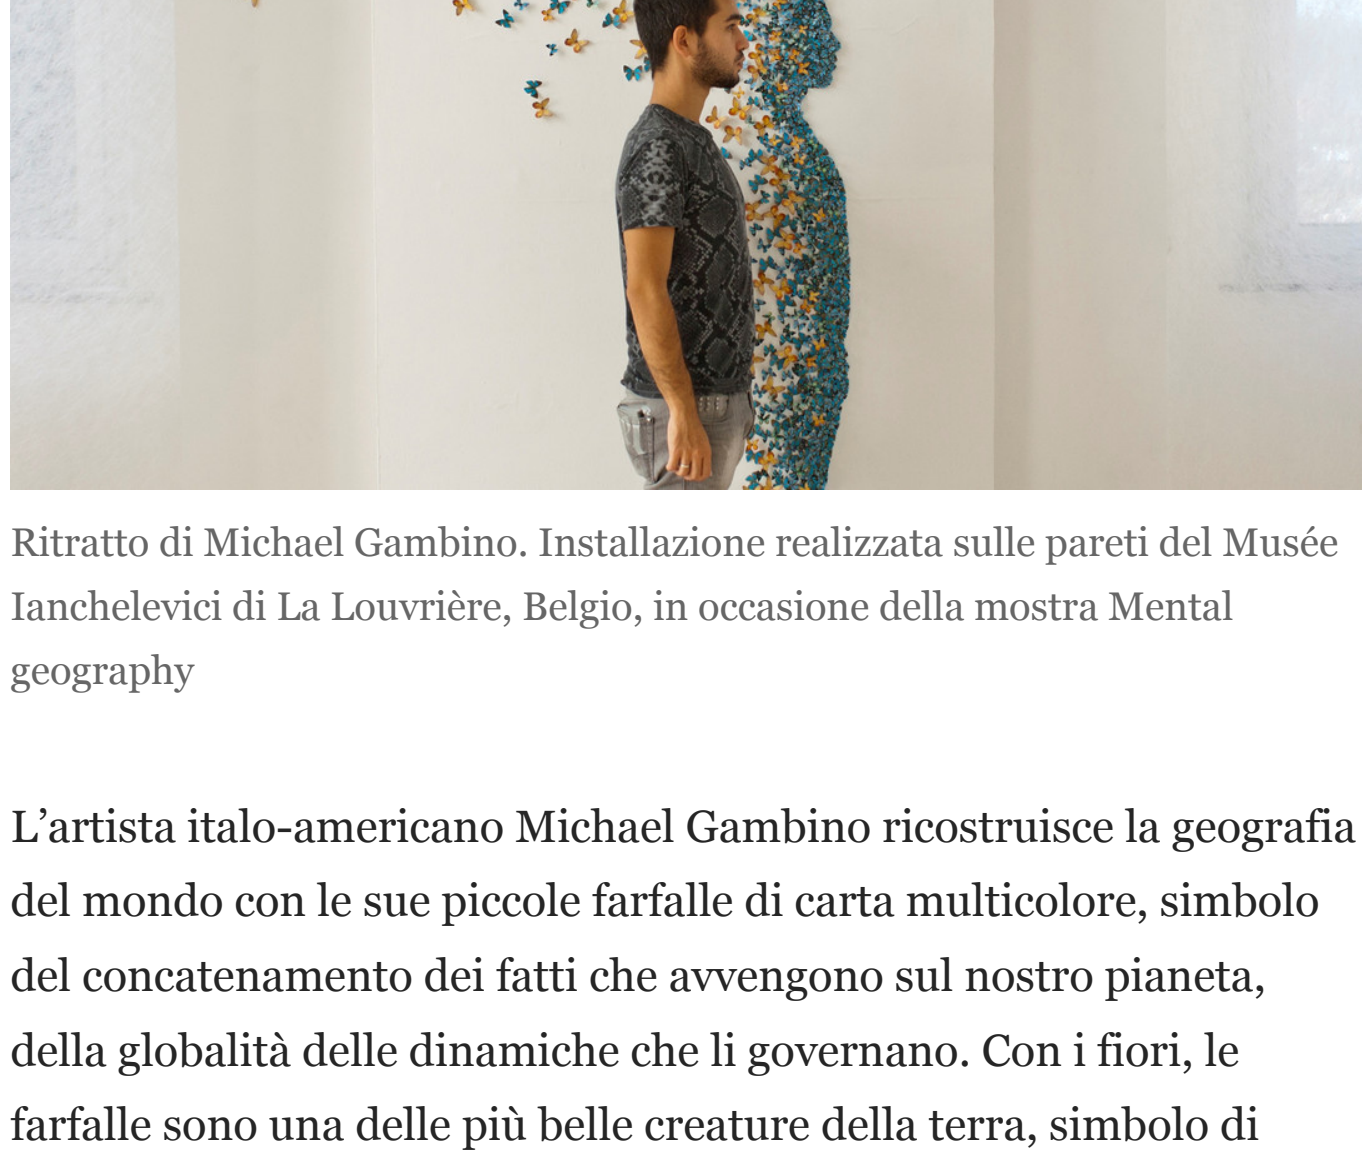 Ritratto di Michael Gambino. Installazione realizzata sulle pareti del Musée
Ianchelevici di La Louvrière, Belgio, in occasione della mostra Mental
geography
L’artista italo-americano Michael Gambino ricostruisce la geografia
del mondo con le sue piccole farfalle di carta multicolore, simbolo
del concatenamento dei fatti che avvengono sul nostro pianeta,
della globalità delle dinamiche che li governano. Con i fiori, le
farfalle sono una delle più belle creature della terra, simbolo di